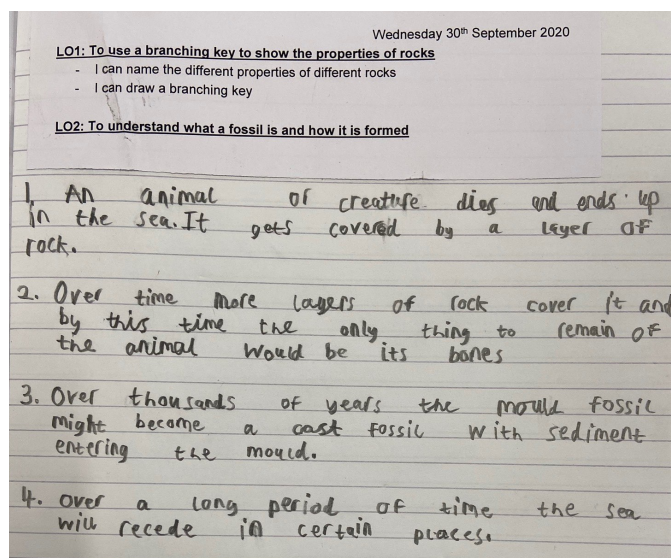 Wednesday 30th September 2020
LO1: To use a branching key to show the properties of rocks
- I can name the different properties of different rocks
- I can draw a branching key
LO2: To understand what a fossil is and how it is formed
1. An animal or creature dies and ends up
in the sea. It gets covered by a layer of
rock.
2. Over time more layers of rock cover it and
by this time the only thing to remain of
the animal would be its bones
3. Over thousands of years the mould fossil
might become a cast fossil with sediment
entering the mould.
4. over a long period of time the sea
will recede in certain places.